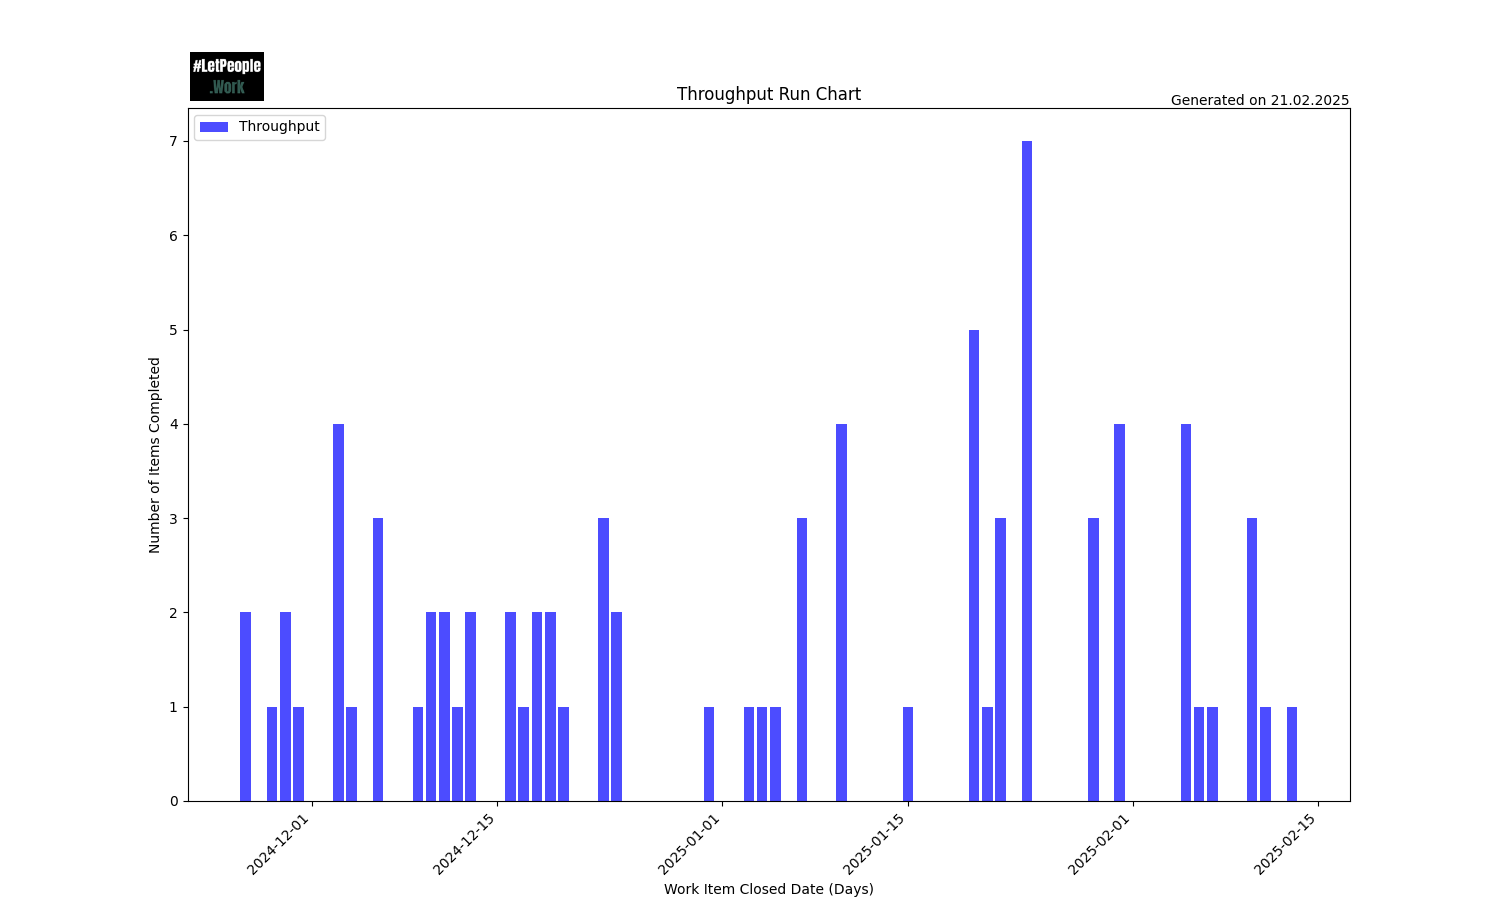 #LetPeople
.Work
Throughput Run Chart
Generated on 21.02.2025
Throughput
7
6
5
4
3
2
1
0
Number of Items Completed
2024-12-01
2024-12-15
2025-01-01
2025-01-15
2025-02-01
2025-02-15
Work Item Closed Date (Days)